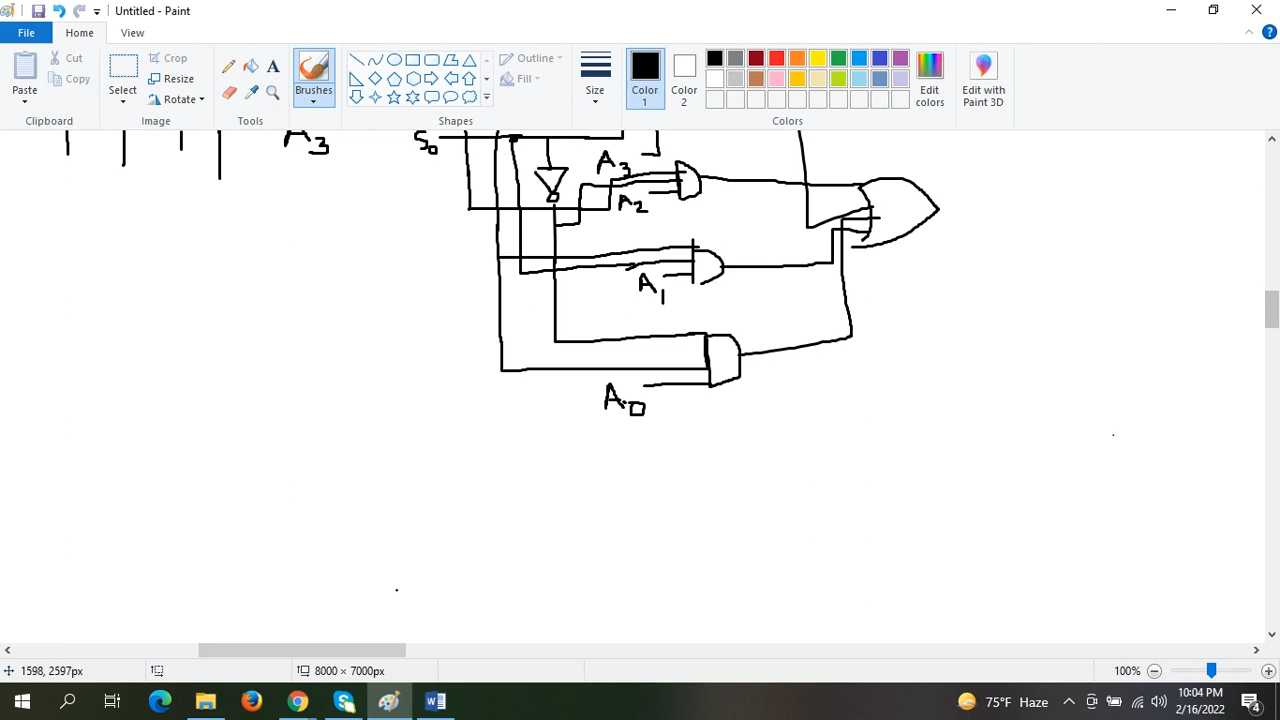 Untitled - Paint
File Home View
Paste
Cut
Copy
Clipboard
Select
Crop
Resize
Rotate
Image
Tools
Brushes
Shapes
Outline
Fill
Size
Color 1
Color 2
Colors
Edit colors
Edit with Paint 3D
A3
S0
A3
A2
A1
A0
1598, 2597px
8000 × 7000px
100%
75°F Haze
10:04 PM
2/16/2022
4